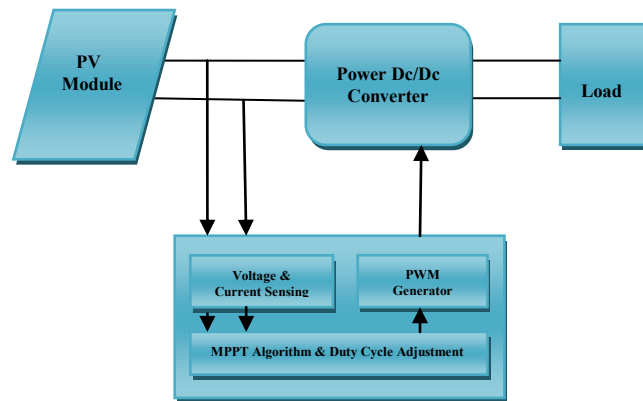 PV
Module
Power Dc/Dc
Converter
Load
Voltage &
Current Sensing
PWM
Generator
MPPT Algorithm & Duty Cycle Adjustment